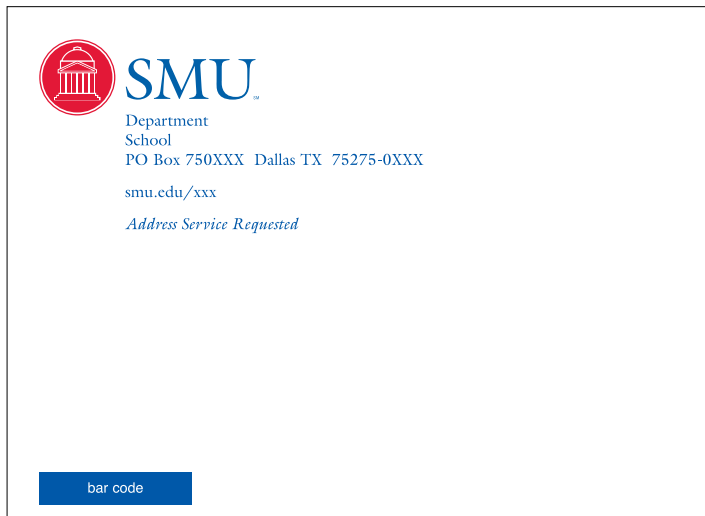 SMU
Department
School
PO Box 750XXX Dallas TX 75275-0XXX
smu.edu/xxx
Address Service Requested
bar code